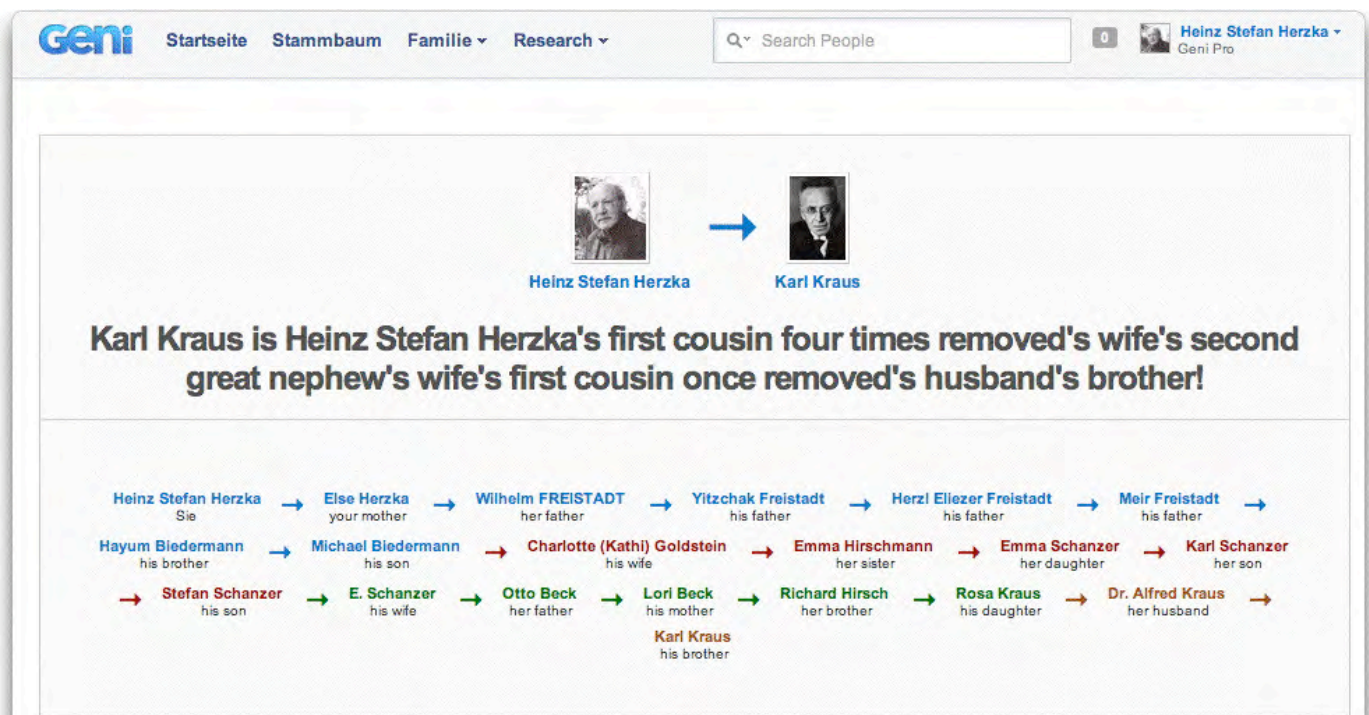 Geni Startseite Stammbaum Familie Research Search People 0 Heinz Stefan Herzka
Geni Pro
Heinz Stefan Herzka Karl Kraus
Karl Kraus is Heinz Stefan Herzka's first cousin four times removed's wife's second
great nephew's wife's first cousin once removed's husband's brother!
Heinz Stefan Herzka → Else Herzka → Wilhelm FREISTADT → Yitzchak Freistadt → Herzl Eliezer Freistadt → Meir Freistadt →
Sie your mother her father his father his father his father
Hayum Biedermann → Michael Biedermann → Charlotte (Kathi) Goldstein → Emma Hirschmann → Emma Schanzer → Karl Schanzer
his brother his son his wife her sister her daughter her son
→ Stefan Schanzer → E. Schanzer → Otto Beck → Lori Beck → Richard Hirsch → Rosa Kraus → Dr. Alfred Kraus →
his son his wife her father his mother her brother his daughter her husband
Karl Kraus
his brother